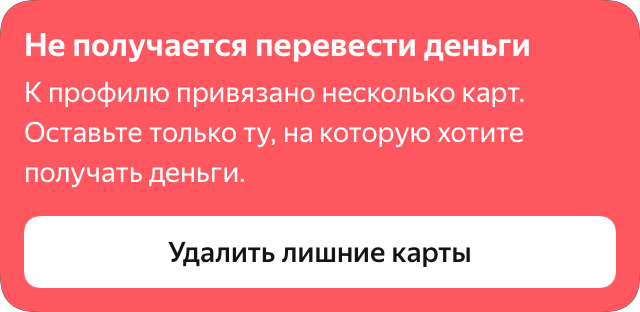 Не получается перевести деньги
К профилю привязано несколько карт.
Оставьте только ту, на которую хотите
получать деньги.
Удалить лишние карты